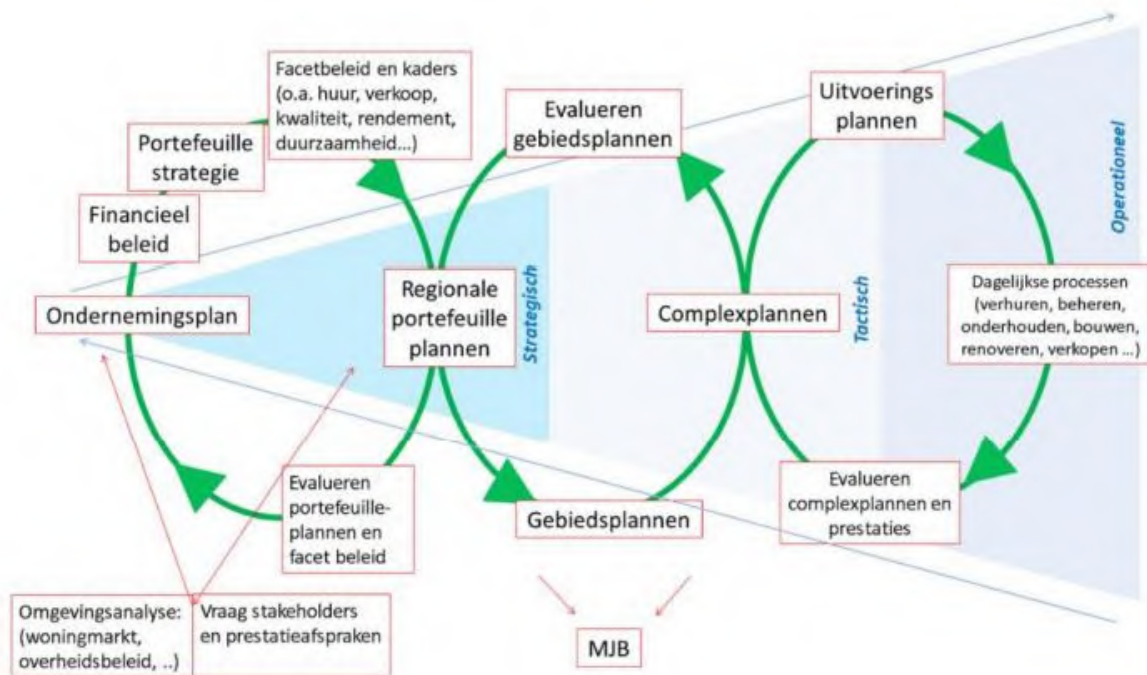 Facetbeleid en kaders
(o.a. huur, verkoop,
kwaliteit, rendement,
duurzaamheid...)
Portefeuille
strategie
Financieel
beleid
Ondernemingsplan
Evalueren
gebiedsplannen
Uitvoerings
plannen
Operationeel
Regionale
portefeuille
plannen
Strategisch
Complexplannen
Tactisch
Dagelijkse processen
(verhuren, beheren,
onderhouden, bouwen,
renoveren, verkopen ...)
Evalueren
portefeuille-
plannen en
facet beleid
Gebiedsplannen
Evalueren
complexplannen en
prestaties
Omgevingsanalyse:
(woningmarkt,
overheidsbeleid, ..)
Vraag stakeholders
en prestatieafspraken
MJB